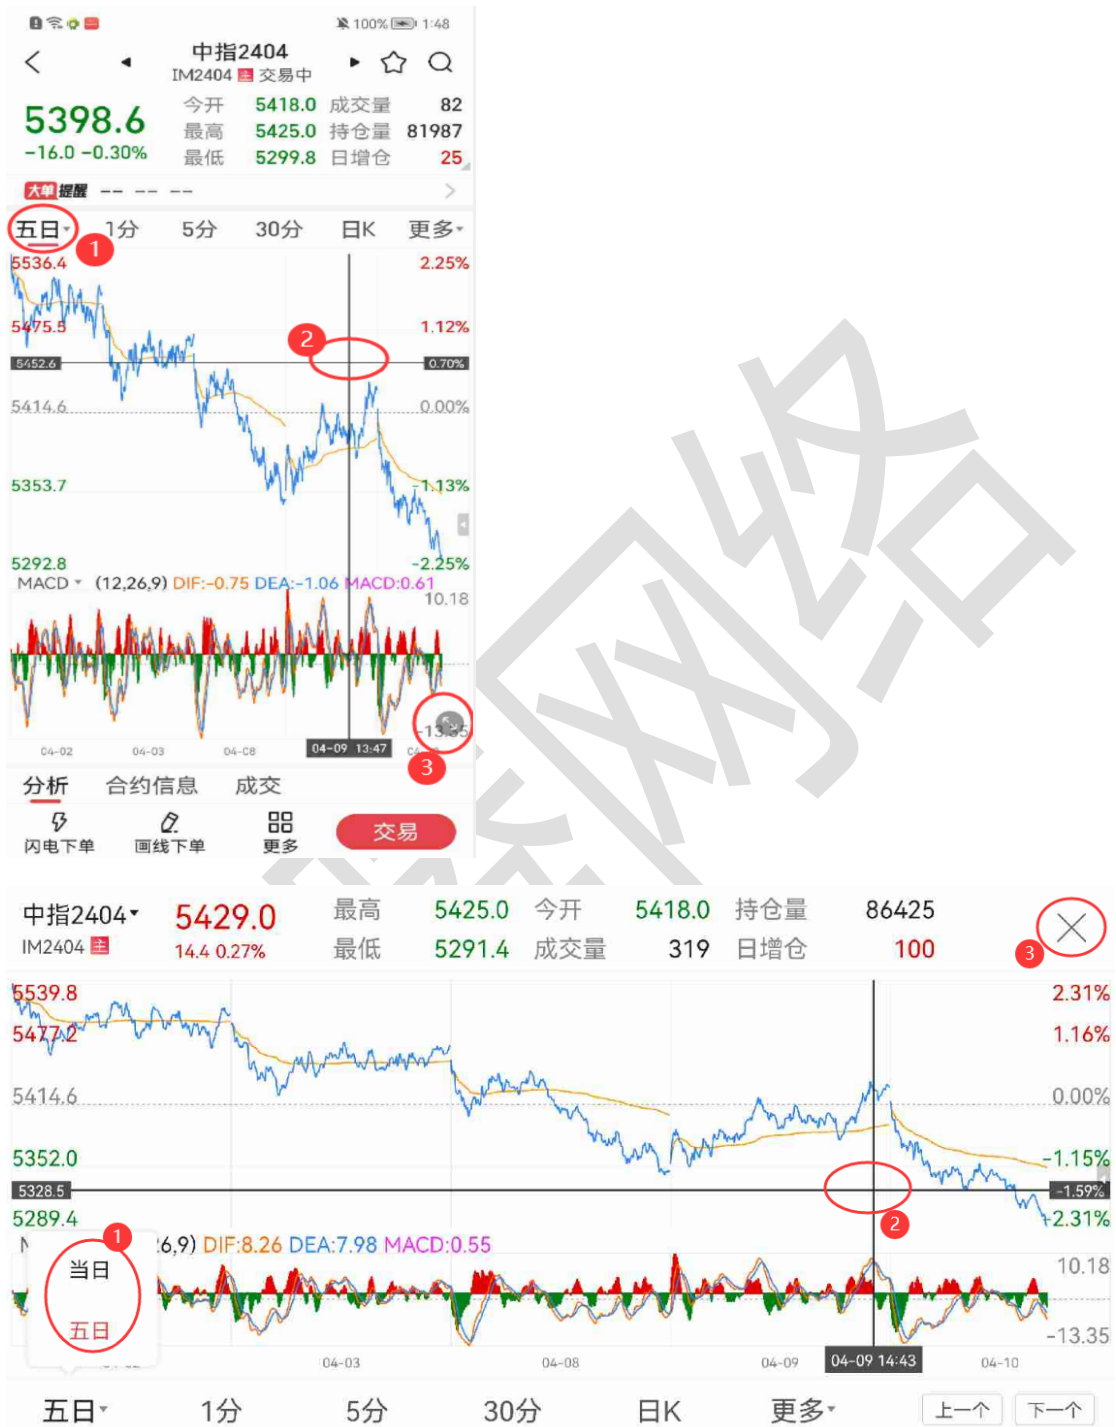 100% 1:48
中指2404
IM2404 主 交易中
5398.6
-16.0 -0.30%
今开 5418.0 成交量 82
最高 5425.0 持仓量 81987
最低 5299.8 日增仓 25
大单 提醒 -- -- --
五日 1分 5分 30分 日K 更多
1
5536.4 2.25%
5475.5 1.12%
2
5452.6 0.70%
5414.6 0.00%
5353.7 -1.13%
5292.8 -2.25%
MACD (12,26,9) DIF:-0.75 DEA:-1.06 MACD:0.61
10.18
-13.35
04-02 04-03 04-08 04-09 13:47
3
分析 合约信息 成交
闪电下单 画线下单 更多 交易
探网络
中指2404 5429.0 最高 5425.0 今开 5418.0 持仓量 86425
IM2404 主 14.4 0.27% 最低 5291.4 成交量 319 日增仓 100
3
5539.8 2.31%
5477.2 1.16%
5414.6 0.00%
5352.0 -1.15%
5328.5 -1.59%
5289.4 -2.31%
2
1
6,9) DIF:8.26 DEA:7.98 MACD:0.55
10.18
当日
五日
-13.35
04-03 04-08 04-09 04-09 14:43 04-10
五日 1分 5分 30分 日K 更多 上一个 下一个